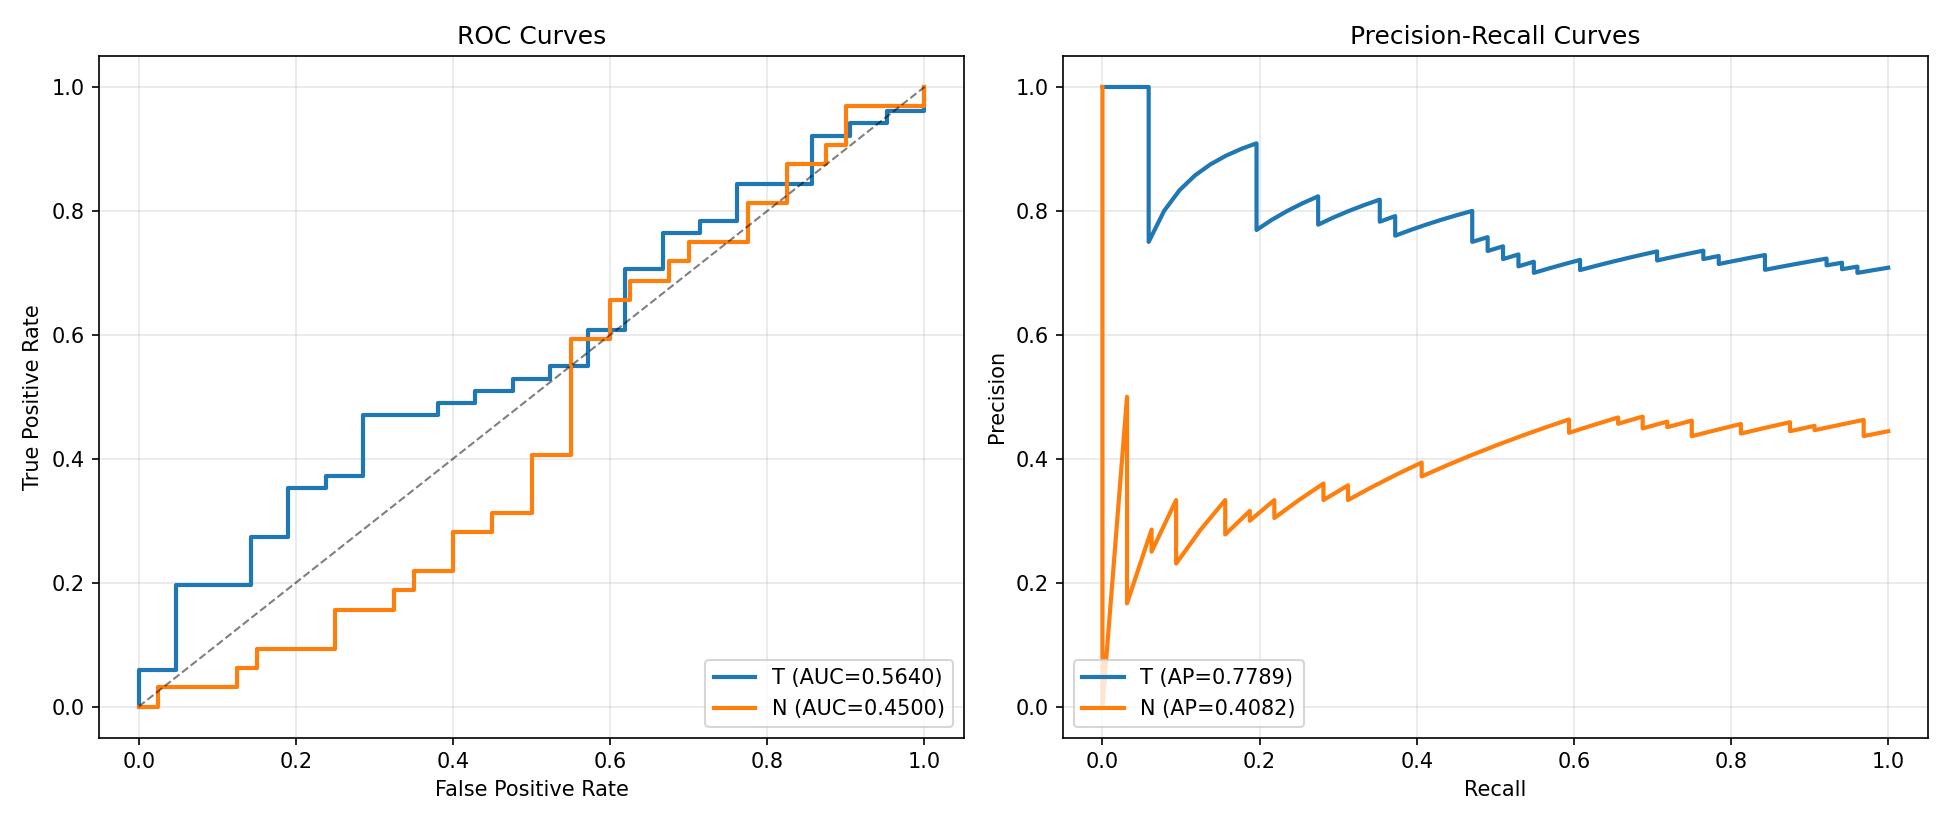 ROC Curves
True Positive Rate
1.0
0.8
0.6
0.4
0.2
0.0
0.0 0.2 0.4 0.6 0.8 1.0
False Positive Rate
T (AUC=0.5640)
N (AUC=0.4500)
Precision-Recall Curves
Precision
1.0
0.8
0.6
0.4
0.2
0.0
0.0 0.2 0.4 0.6 0.8 1.0
Recall
T (AP=0.7789)
N (AP=0.4082)